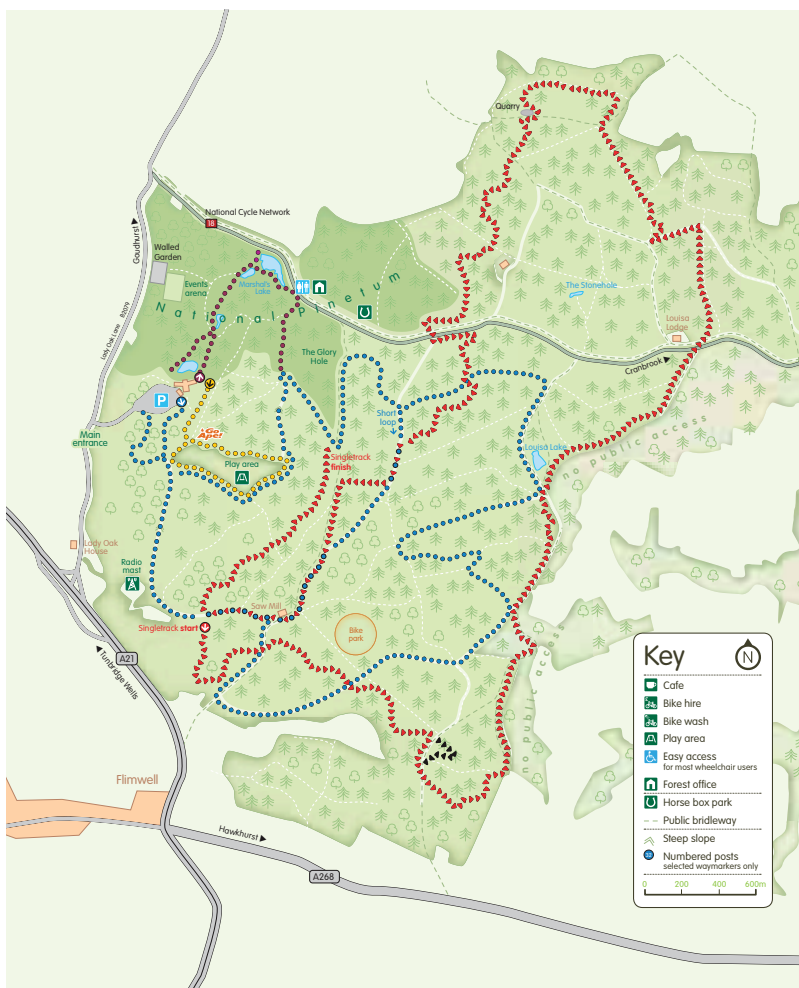 Quarry
National Cycle Network
18
Goudhurst
Walled
Garden
Events
arena
Marshal's
Lake
National Pinetum
The Stonehole
Louisa
Lodge
Cranbrook
Lady Oak Lane B2079
The Glory
Hole
P
Main
entrance
Go
Ape!
Short
loop
Play area
Singletrack
finish
Louisa Lake
no public access
Lady Oak
House
Radio
mast
Saw Mill
Singletrack start
Bike
park
A21
Tunbridge Wells
no public access
Flimwell
Hawkhurst
A268
Key
N
Cafe
Bike hire
Bike wash
Play area
Easy access
for most wheelchair users
Forest office
Horse box park
Public bridleway
Steep slope
Numbered posts
selected waymarkers only
0 200 400 600m